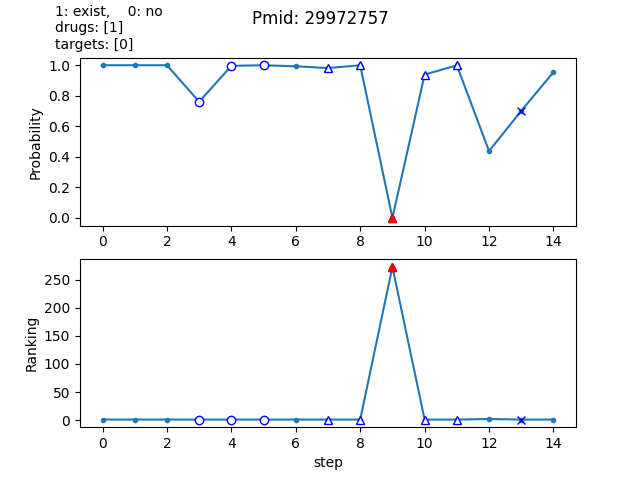 1: exist,    0: no
drugs: [1]
targets: [0]
Pmid: 29972757
Probability
1.0
0.8
0.6
0.4
0.2
0.0
0 2 4 6 8 10 12 14
Ranking
250
200
150
100
50
0
0 2 4 6 8 10 12 14
step